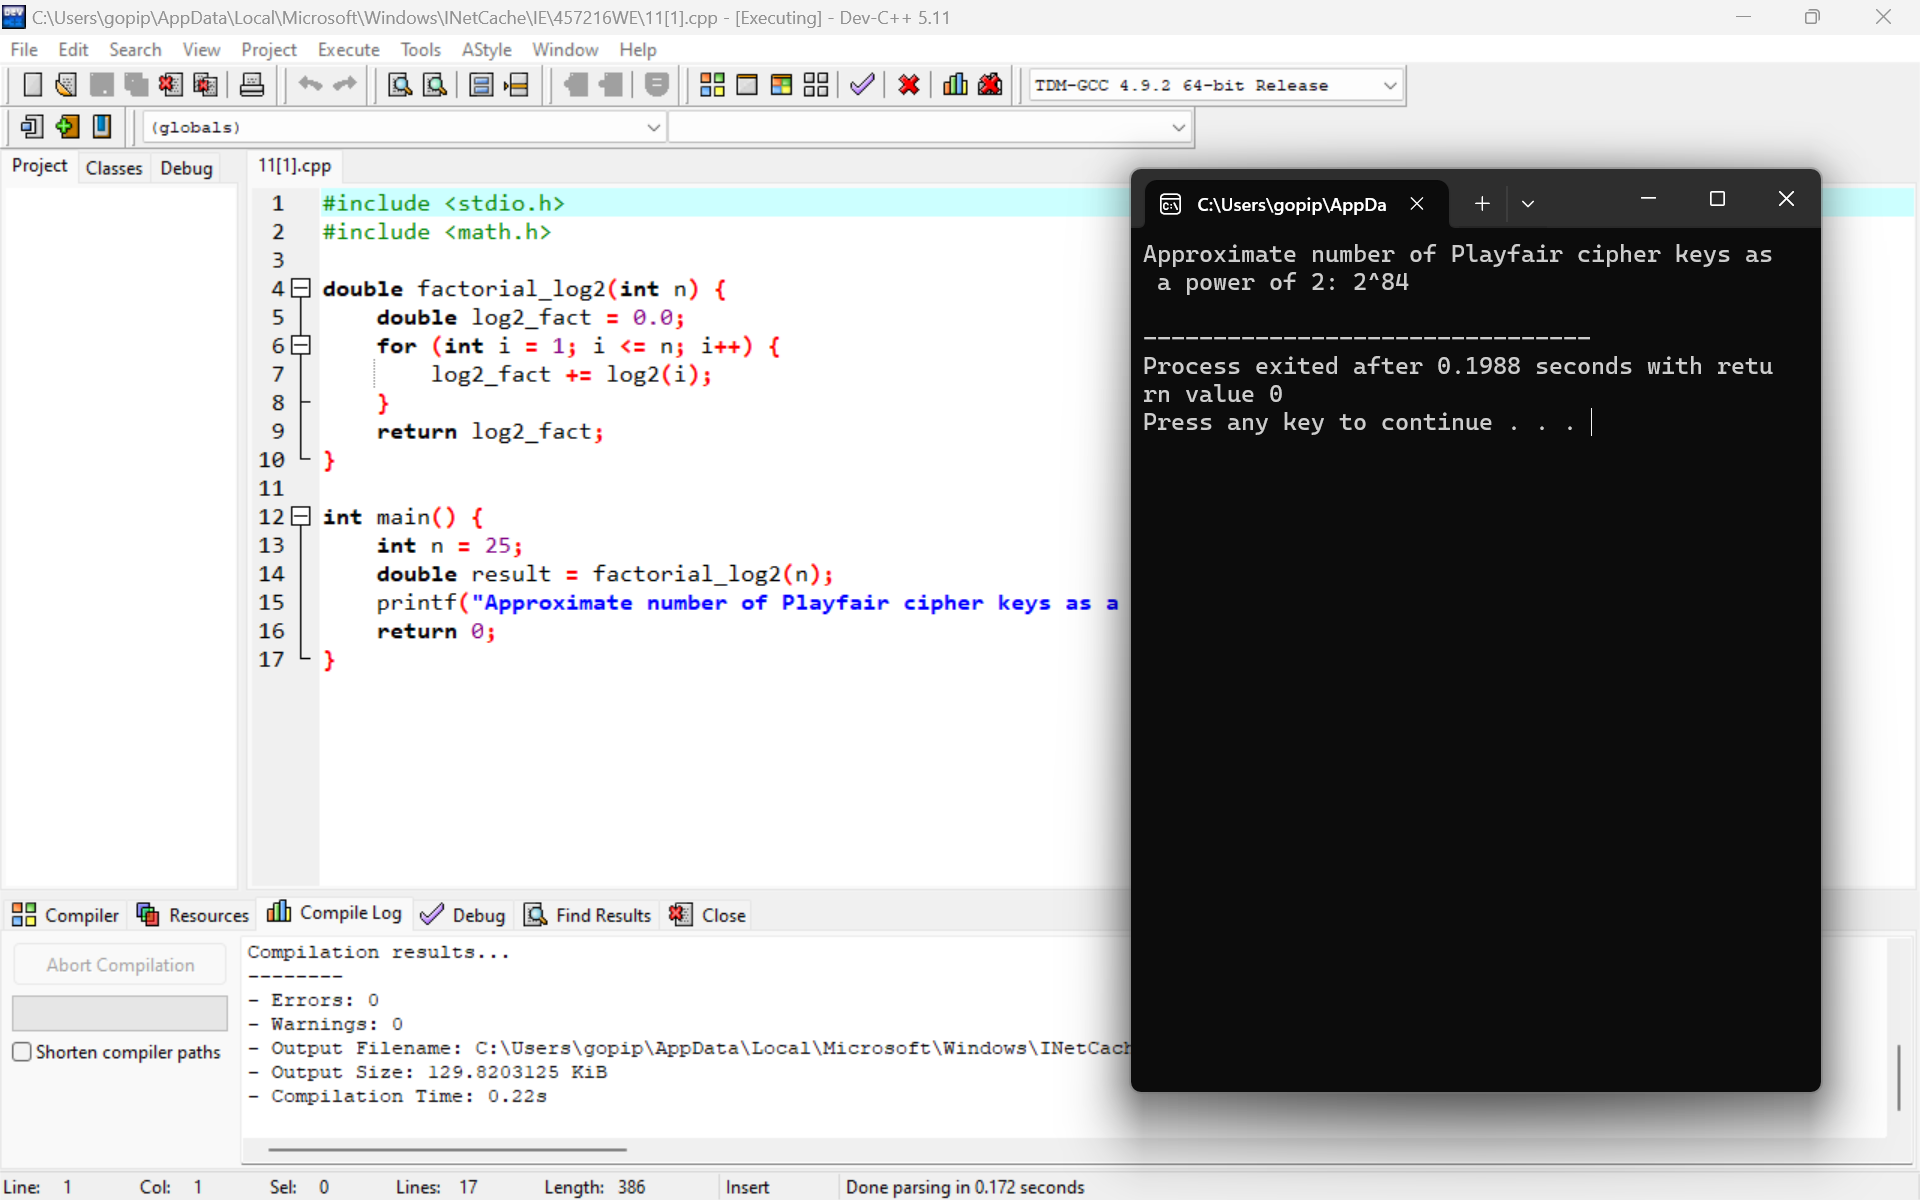 C:\Users\gopip\AppData\Local\Microsoft\Windows\INetCache\IE\457216WE\11[1].cpp - [Executing] - Dev-C++ 5.11
File Edit Search View Project Execute Tools AStyle Window Help
TDM-GCC 4.9.2 64-bit Release
(globals)
Project Classes Debug
11[1].cpp
1 #include <stdio.h>
2 #include <math.h>
3
4 double factorial_log2(int n) {
5 double log2_fact = 0.0;
6 for (int i = 1; i <= n; i++) {
7 log2_fact += log2(i);
8 }
9 return log2_fact;
10 }
11
12 int main() {
13 int n = 25;
14 double result = factorial_log2(n);
15 printf("Approximate number of Playfair cipher keys as a
16 return 0;
17 }
C:\Users\gopip\AppDa
Approximate number of Playfair cipher keys as
a power of 2: 2^84
--------------------------------
Process exited after 0.1988 seconds with retu
rn value 0
Press any key to continue . . .
Compiler Resources Compile Log Debug Find Results Close
Abort Compilation
Shorten compiler paths
Compilation results...
--------
- Errors: 0
- Warnings: 0
- Output Filename: C:\Users\gopip\AppData\Local\Microsoft\Windows\INetCach
- Output Size: 129.8203125 KiB
- Compilation Time: 0.22s
Line: 1 Col: 1 Sel: 0 Lines: 17 Length: 386 Insert Done parsing in 0.172 seconds